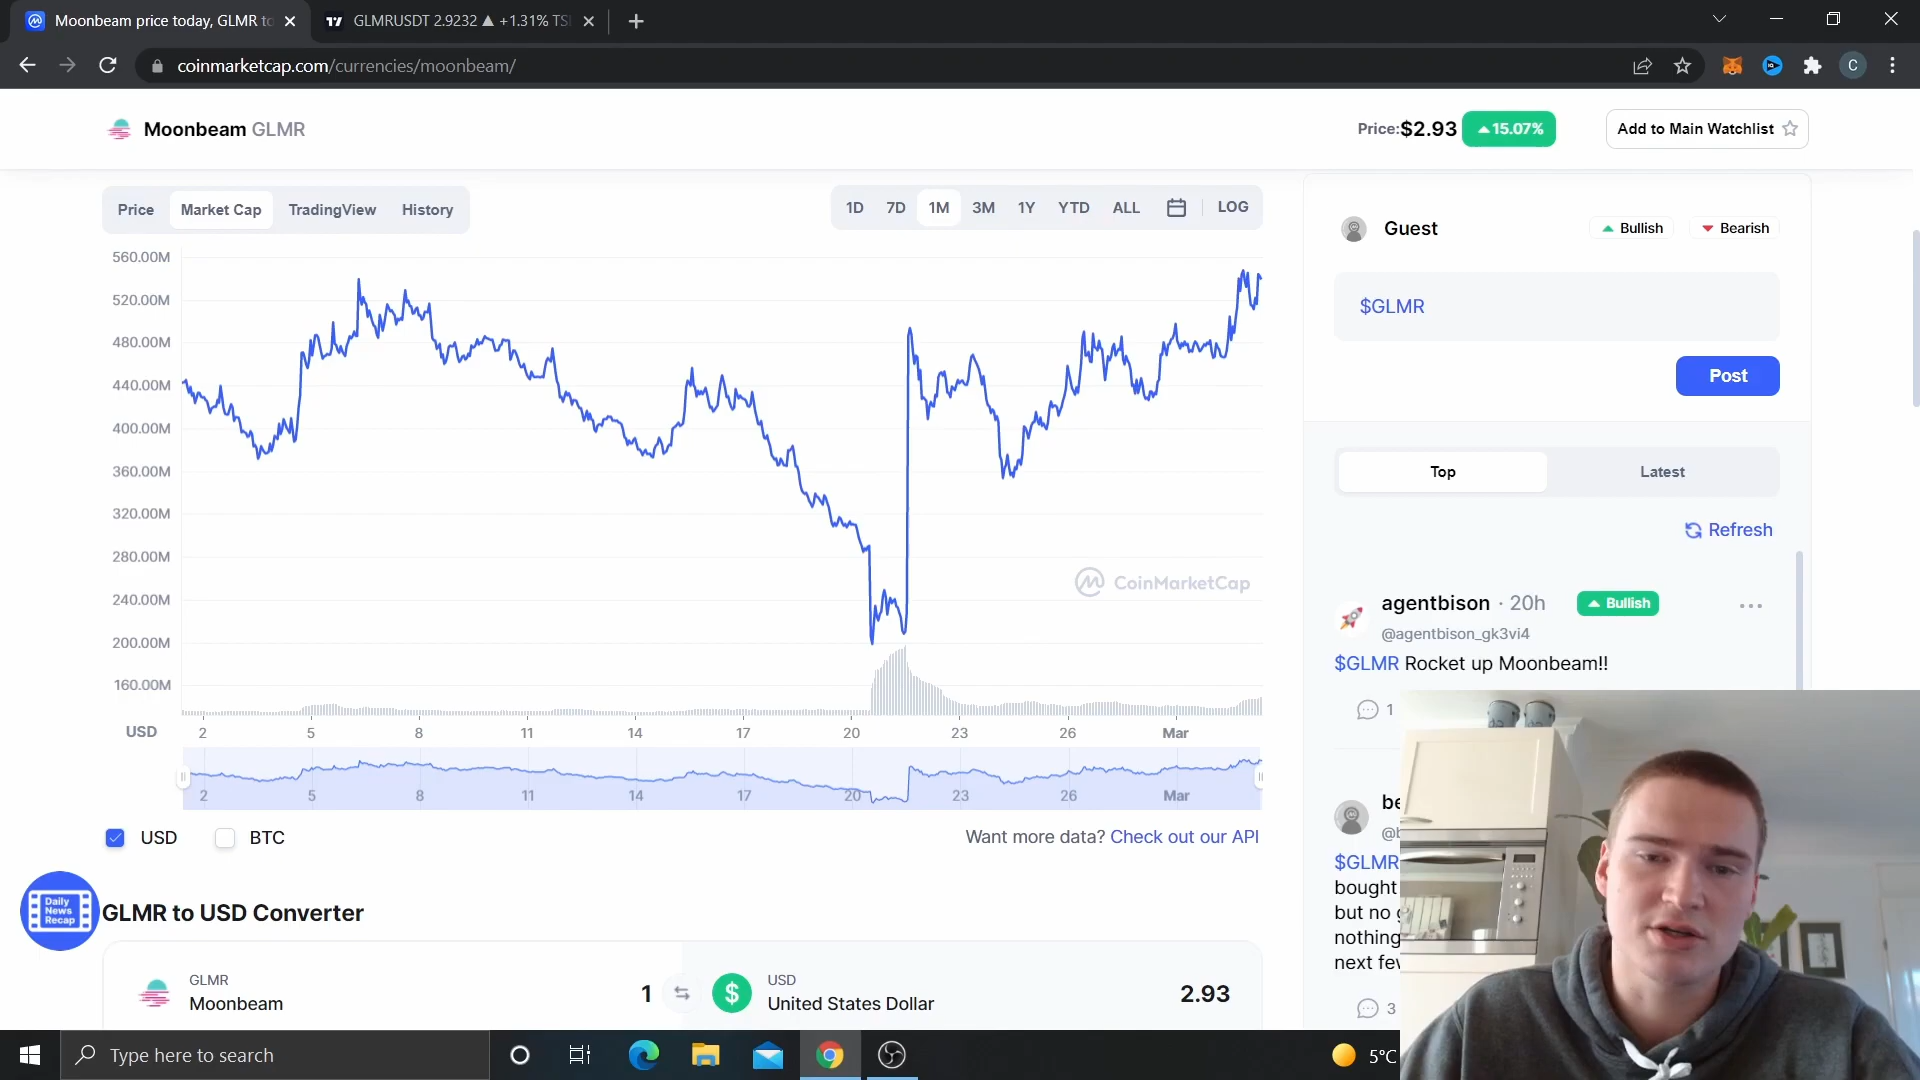 Moonbeam price today, GLMR to
GLMRUSDT 2.9232 ▲ +1.31% TS
coinmarketcap.com/currencies/moonbeam/
C
Moonbeam GLMR
Price:$2.93 15.07%
Add to Main Watchlist
Price Market Cap TradingView History
1D 7D 1M 3M 1Y YTD ALL LOG
560.00M
520.00M
480.00M
440.00M
400.00M
360.00M
320.00M
280.00M
240.00M
200.00M
160.00M
CoinMarketCap
USD 2 5 8 11 14 17 20 23 26 Mar
2 5 8 11 14 17 20 23 26 Mar
USD BTC
Want more data? Check out our API
Daily
News
Recap
GLMR to USD Converter
GLMR
Moonbeam
1
USD
United States Dollar
2.93
Guest
Bullish Bearish
$GLMR
Post
Top Latest
Refresh
agentbison · 20h Bullish
@agentbison_gk3vi4
$GLMR Rocket up Moonbeam!!
1
be
@b
$GLMR
bought
but no
nothing
next
3
Type here to search
5°C